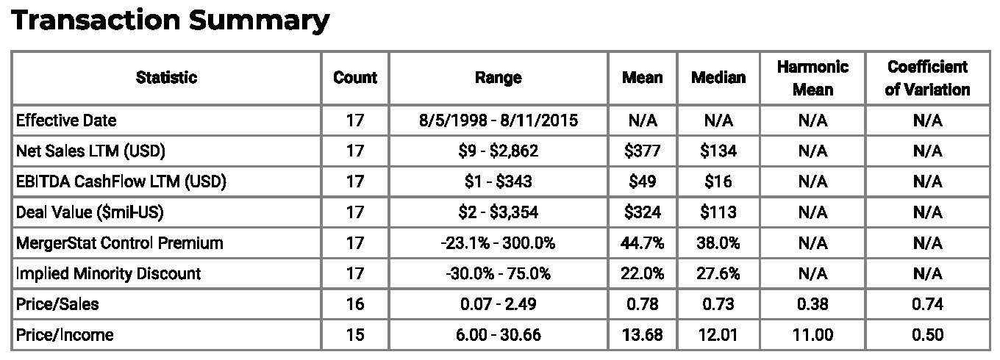 Transaction Summary
Statistic Count Range Mean Median Harmonic Mean Coefficient of Variation
Effective Date 17 8/5/1998 - 8/11/2015 N/A N/A N/A N/A
Net Sales LTM (USD) 17 $9 - $2,862 $377 $134 N/A N/A
EBITDA CashFlow LTM (USD) 17 $1 - $343 $49 $16 N/A N/A
Deal Value ($mil-US) 17 $2 - $3,354 $324 $113 N/A N/A
MergerStat Control Premium 17 -23.1% - 300.0% 44.7% 38.0% N/A N/A
Implied Minority Discount 17 -30.0% - 75.0% 22.0% 27.6% N/A N/A
Price/Sales 16 0.07 - 2.49 0.78 0.73 0.38 0.74
Price/Income 15 6.00 - 30.66 13.68 12.01 11.00 0.50